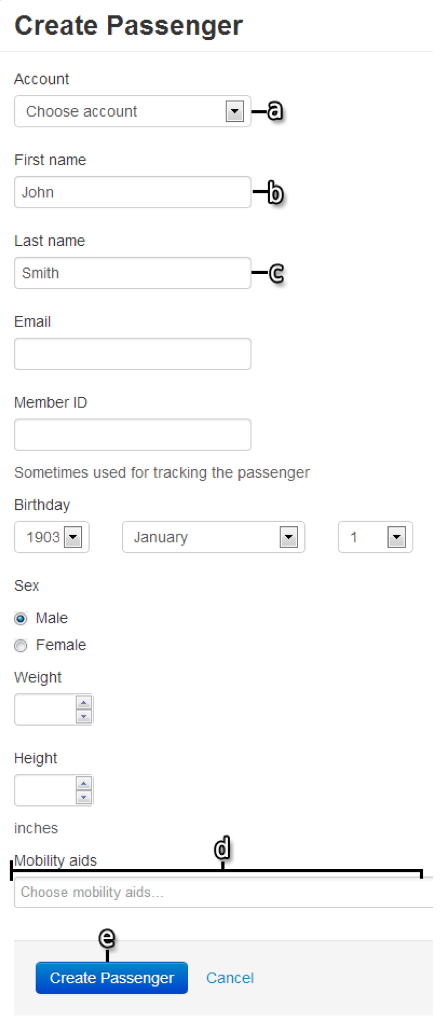 Create Passenger
Account
Choose account
a
First name
John
b
Last name
Smith
c
Email
Member ID
Sometimes used for tracking the passenger
Birthday
1903 January 1
Sex
Male
Female
Weight
Height
inches
d
Mobility aids
Choose mobility aids...
e
Create Passenger Cancel